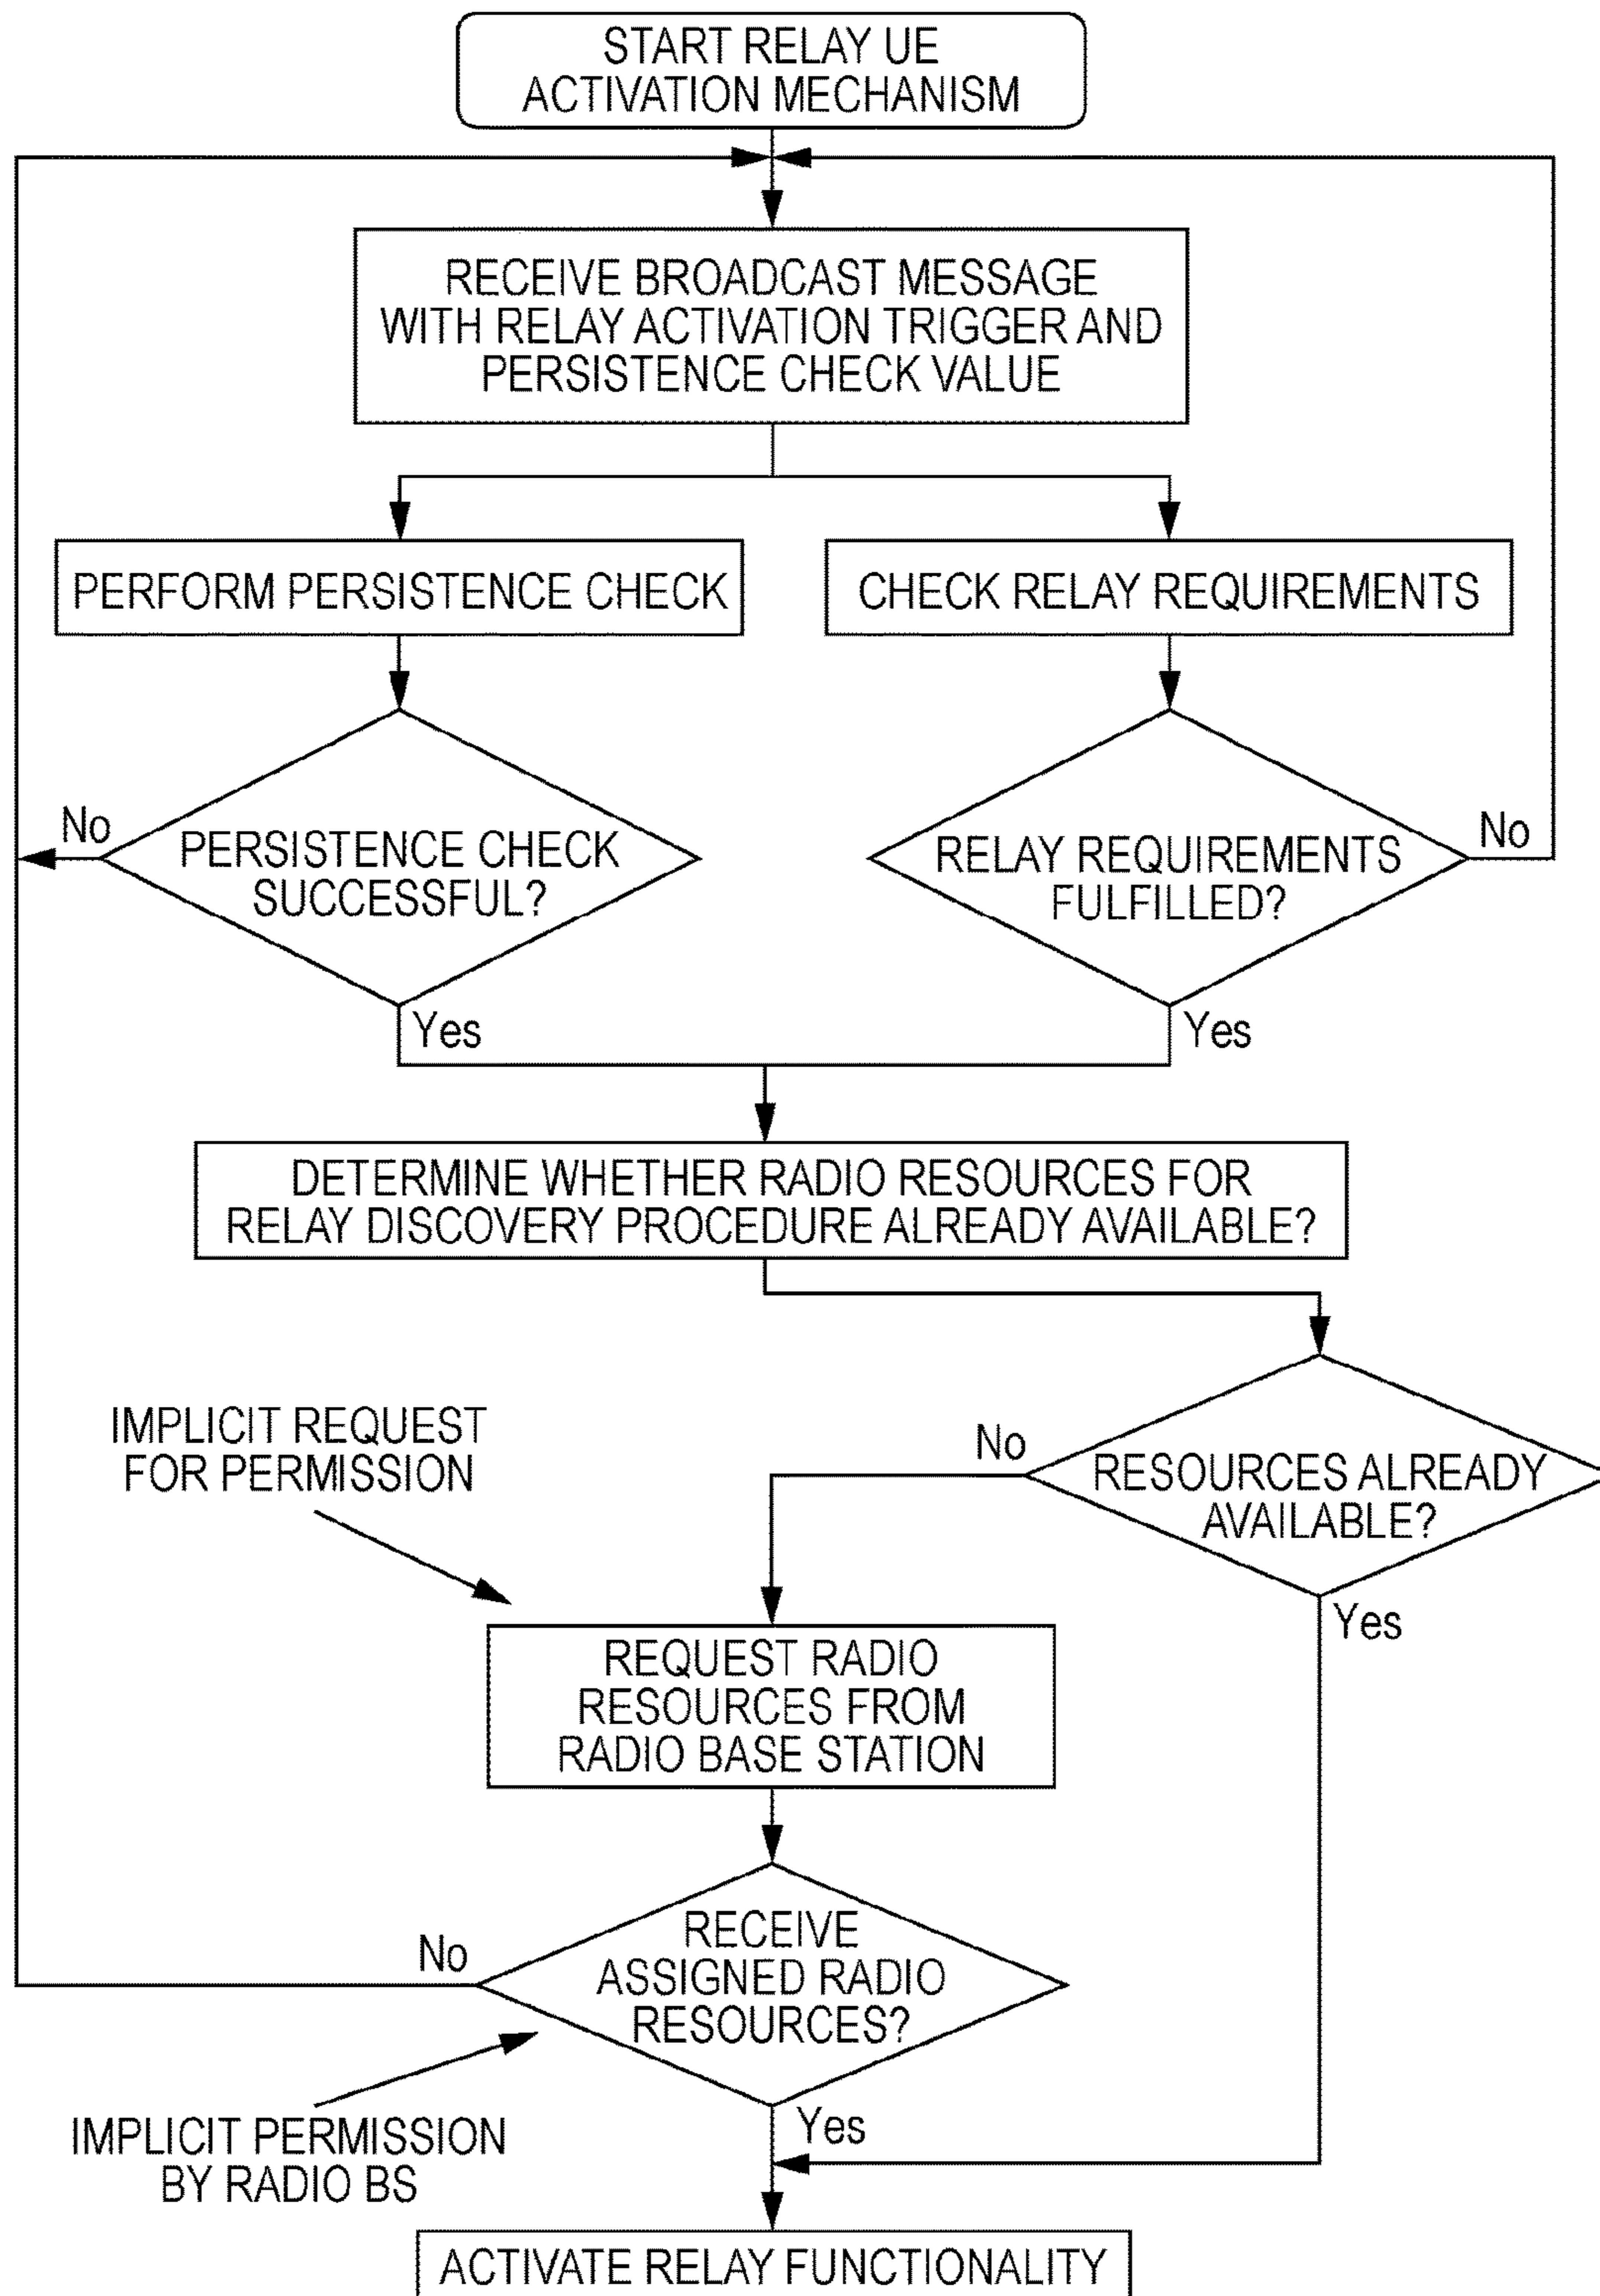 START RELAY UE
ACTIVATION MECHANISM
RECEIVE BROADCAST MESSAGE
WITH RELAY ACTIVATION TRIGGER AND
PERSISTENCE CHECK VALUE
PERFORM PERSISTENCE CHECK
CHECK RELAY REQUIREMENTS
No
PERSISTENCE CHECK
SUCCESSFUL?
Yes
RELAY REQUIREMENTS
FULFILLED?
No
Yes
DETERMINE WHETHER RADIO RESOURCES FOR
RELAY DISCOVERY PROCEDURE ALREADY AVAILABLE?
No
RESOURCES ALREADY
AVAILABLE?
Yes
IMPLICIT REQUEST
FOR PERMISSION
REQUEST RADIO
RESOURCES FROM
RADIO BASE STATION
No
RECEIVE
ASSIGNED RADIO
RESOURCES?
Yes
IMPLICIT PERMISSION
BY RADIO BS
ACTIVATE RELAY FUNCTIONALITY